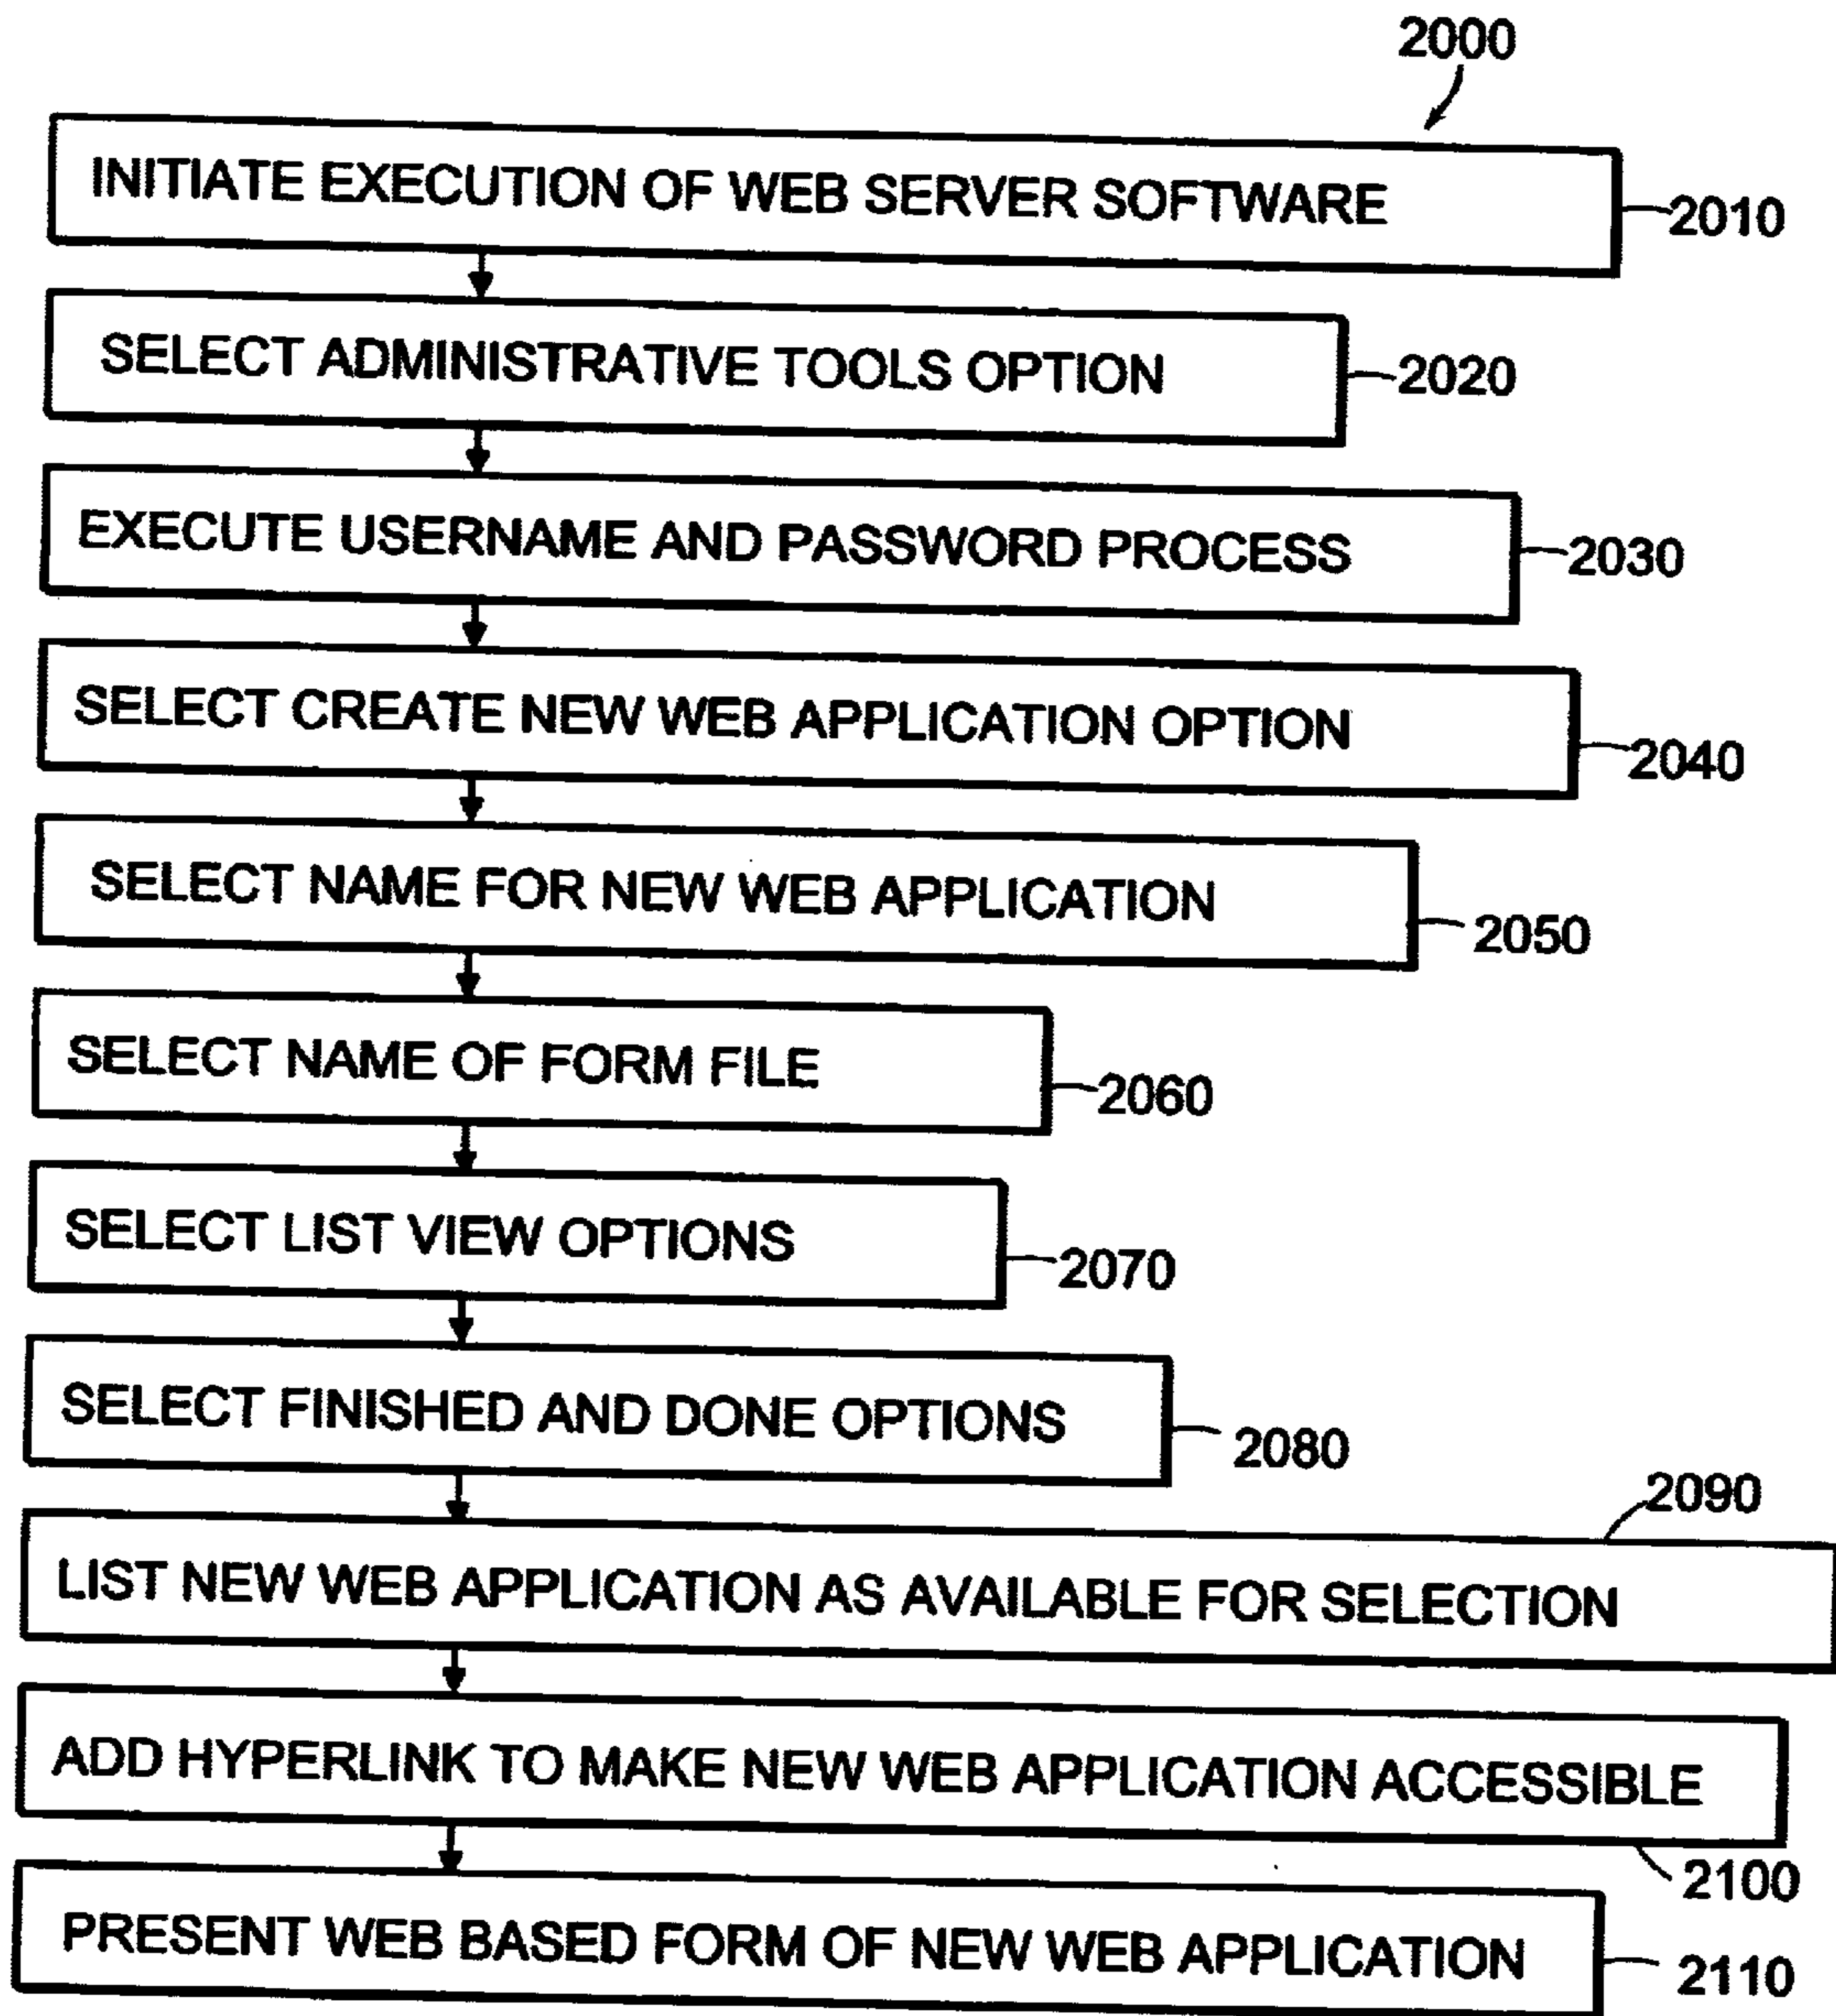 2000
INITIATE EXECUTION OF WEB SERVER SOFTWARE
2010
SELECT ADMINISTRATIVE TOOLS OPTION
2020
EXECUTE USERNAME AND PASSWORD PROCESS
2030
SELECT CREATE NEW WEB APPLICATION OPTION
2040
SELECT NAME FOR NEW WEB APPLICATION
2050
SELECT NAME OF FORM FILE
2060
SELECT LIST VIEW OPTIONS
2070
SELECT FINISHED AND DONE OPTIONS
2080
2090
LIST NEW WEB APPLICATION AS AVAILABLE FOR SELECTION
ADD HYPERLINK TO MAKE NEW WEB APPLICATION ACCESSIBLE
2100
PRESENT WEB BASED FORM OF NEW WEB APPLICATION
2110